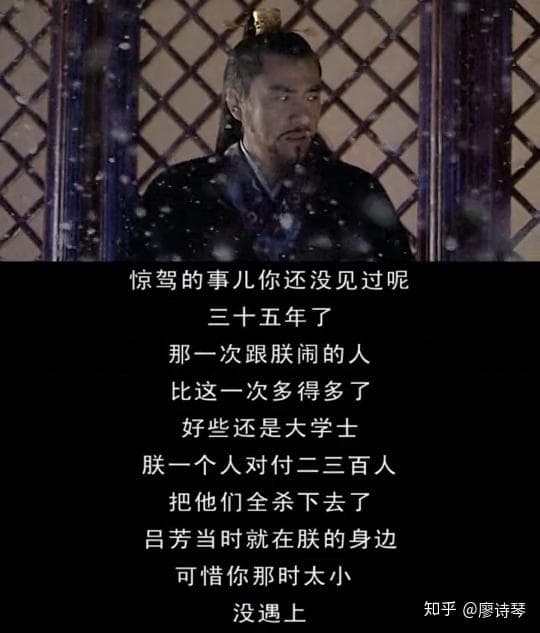 惊驾的事儿你还没见过呢
三十五年了
那一次跟朕闹的人
比这一次多得多了
好些还是大学士
朕一个人对付二三百人
把他们全杀下去了
吕芳当时就在朕的身边
可惜你那时太小
没遇上
知乎 @廖诗琴